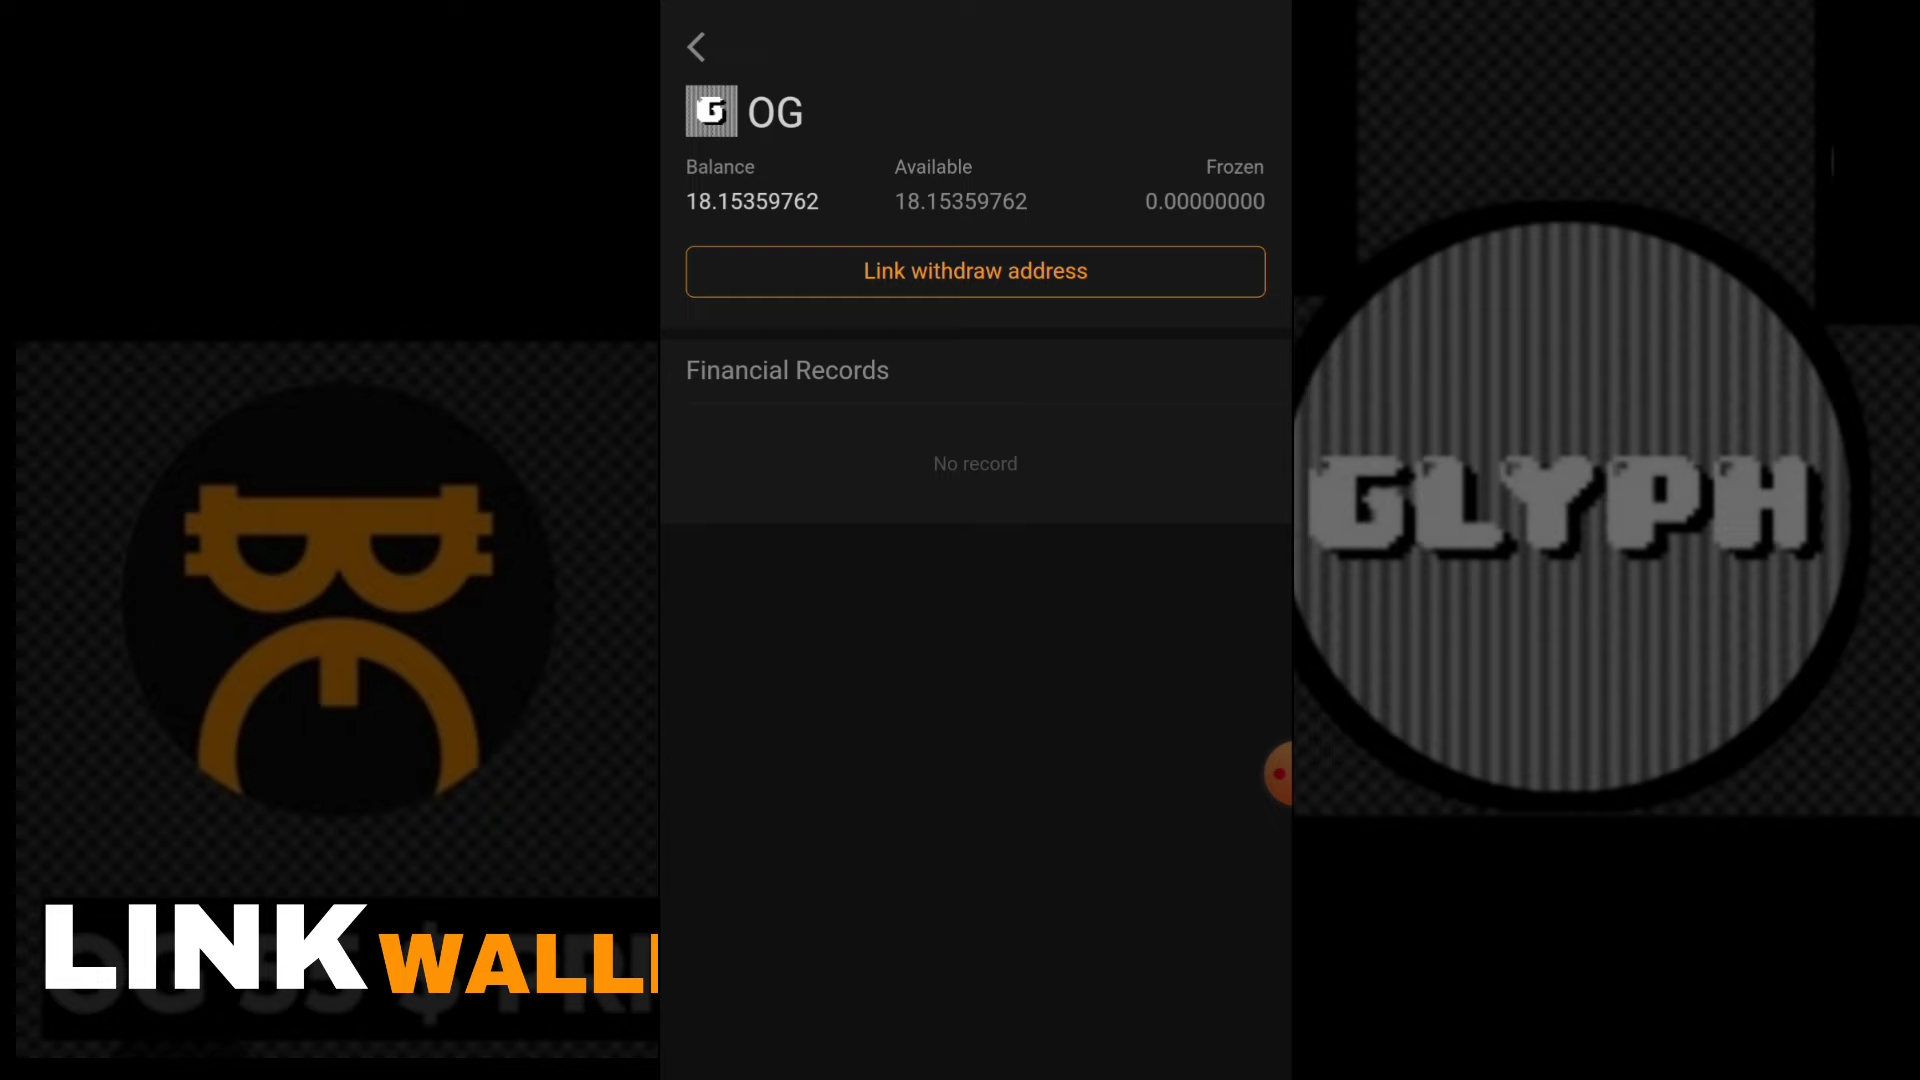 G OG
Balance Available Frozen
18.15359762 18.15359762 0.00000000
Link withdraw address
Financial Records
No record
GLYPH
LINK WALL